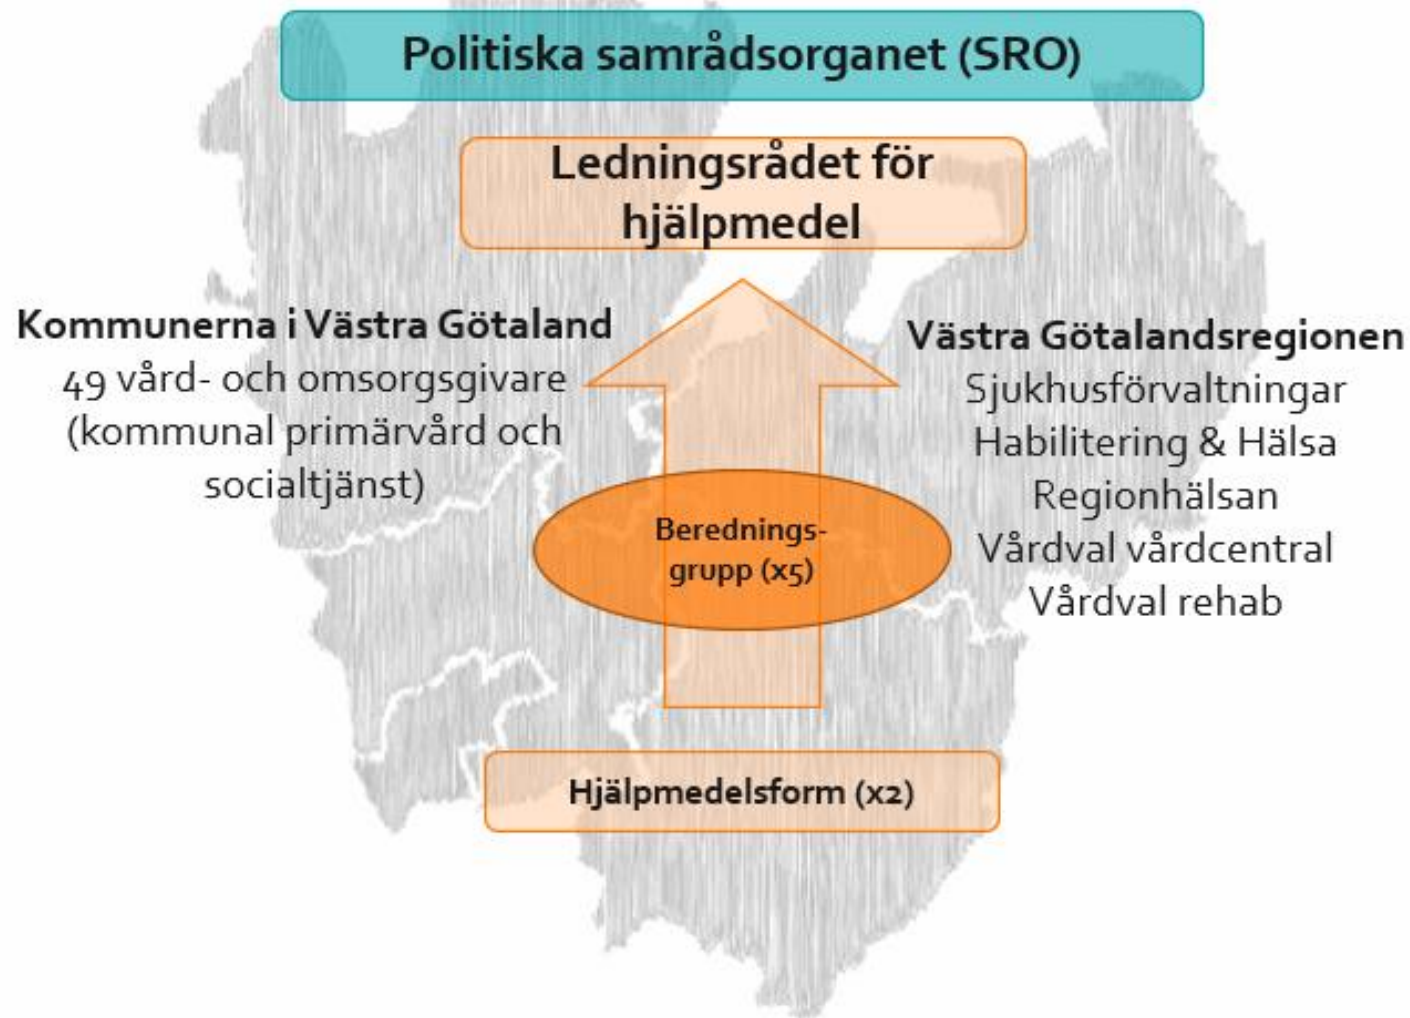 Politiska samrådsorganet (SRO)
Ledningsrådet för
hjälpmedel
Kommunerna i Västra Götaland
49 vård- och omsorgsgivare
(kommunal primärvård och
socialtjänst)
Västra Götalandsregionen
Sjukhusförvaltningar
Habilitering & Hälsa
Regionhälsan
Vårdval vårdcentral
Vårdval rehab
Berednings-
grupp (x5)
Hjälpmedelsform (x2)